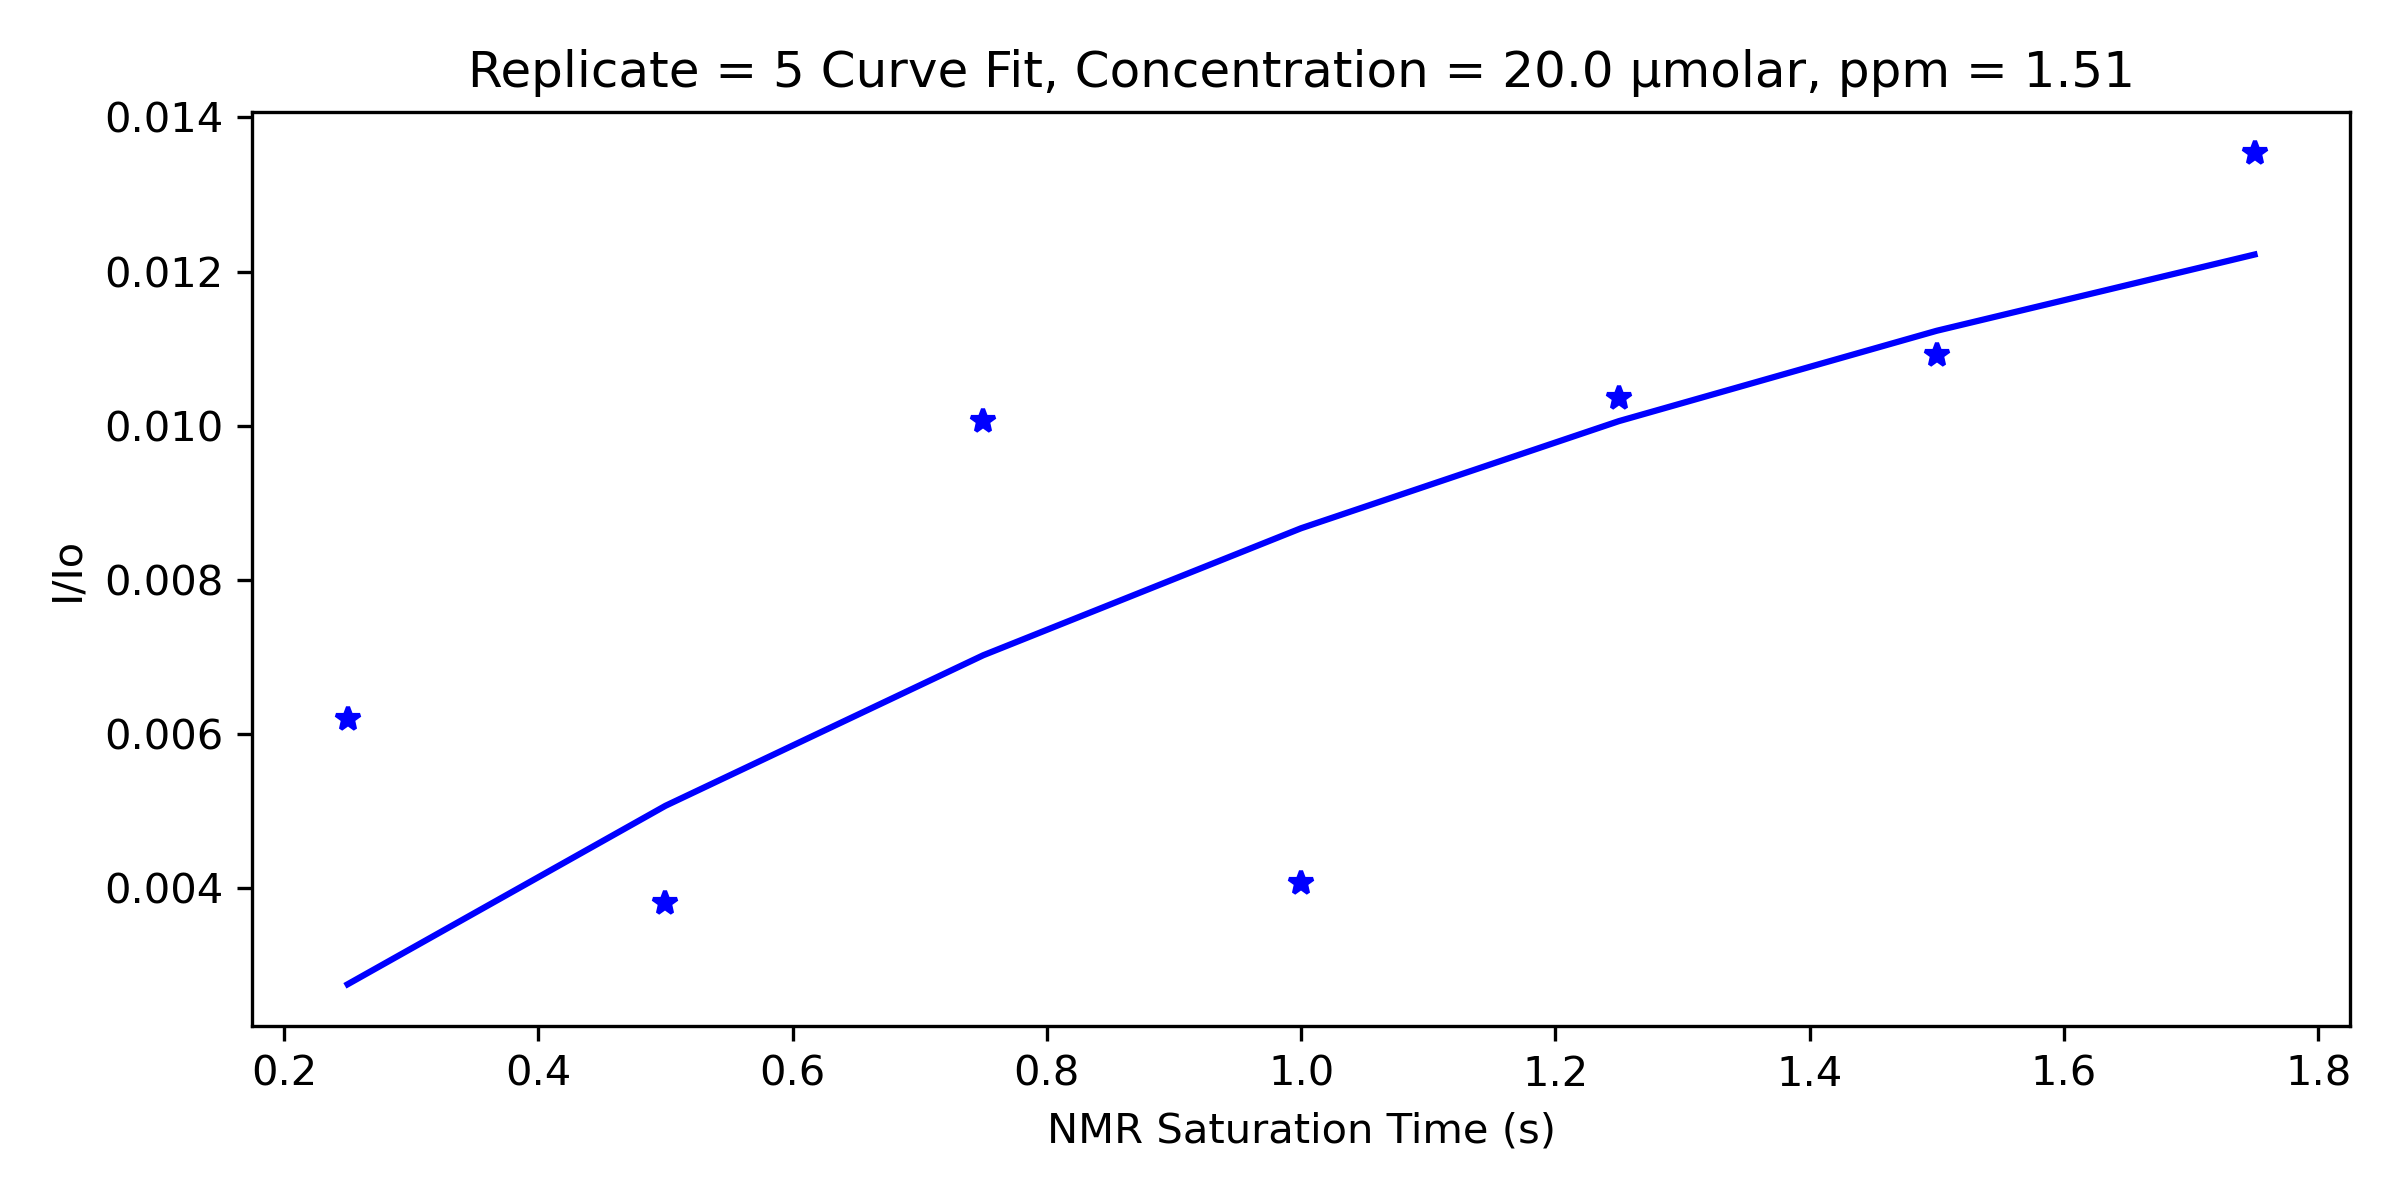 Replicate = 5 Curve Fit, Concentration = 20.0 μmolar, ppm = 1.51
0.014
0.012
0.010
0.008
0.006
0.004
I/Io
0.2 0.4 0.6 0.8 1.0 1.2 1.4 1.6 1.8
NMR Saturation Time (s)